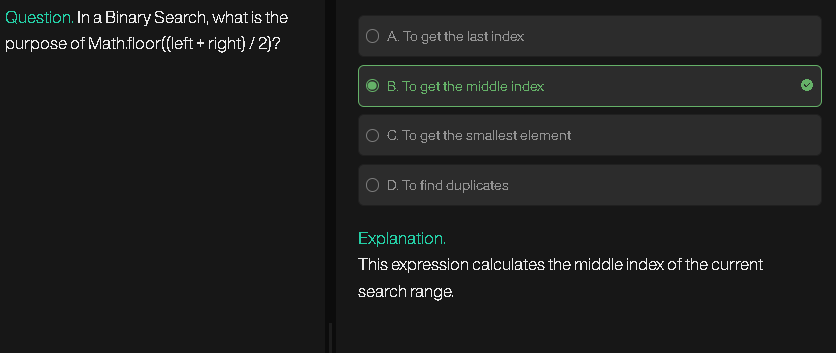 Question. In a Binary Search, what is the
purpose of Math.floor((left + right) / 2)?
A. To get the last index
B. To get the middle index
C. To get the smallest element
D. To find duplicates
Explanation.
This expression calculates the middle index of the current
search range.